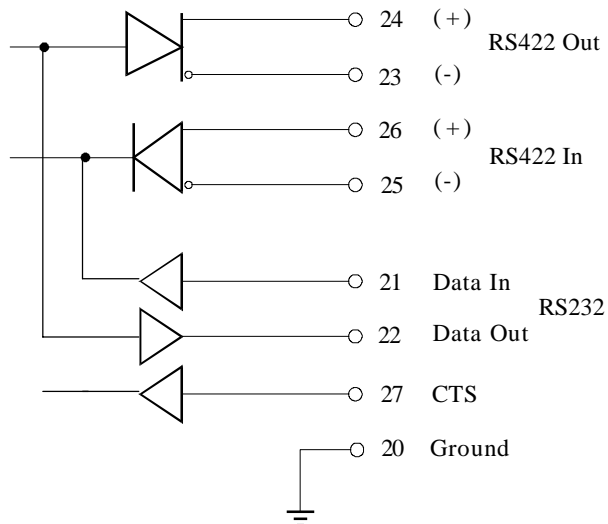 24 (+)
RS422 Out
23 (-)
26 (+)
RS422 In
25 (-)
21 Data In
RS232
22 Data Out
27 CTS
20 Ground